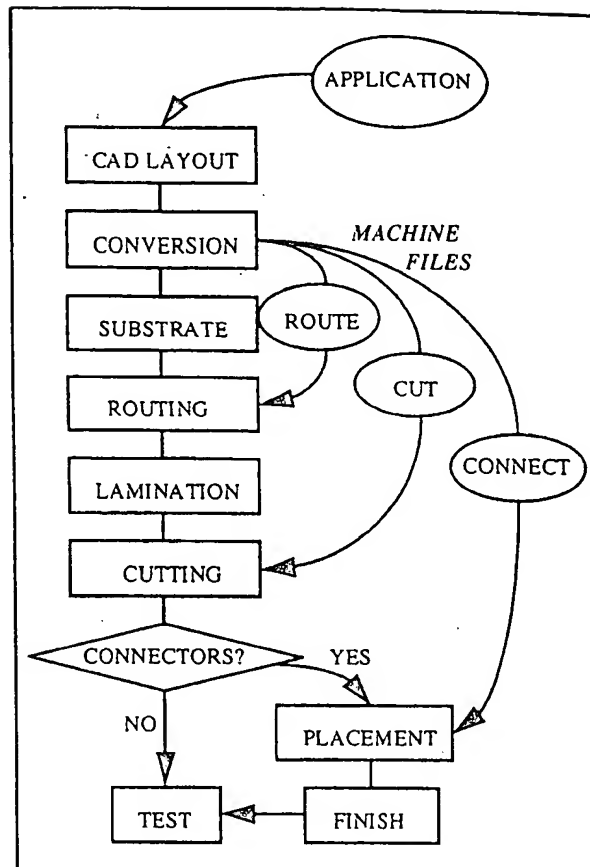 APPLICATION
CAD LAYOUT
CONVERSION
MACHINE
FILES
SUBSTRATE
ROUTE
ROUTING
CUT
LAMINATION
CONNECT
CUTTING
CONNECTORS?
YES
NO
PLACEMENT
TEST
FINISH